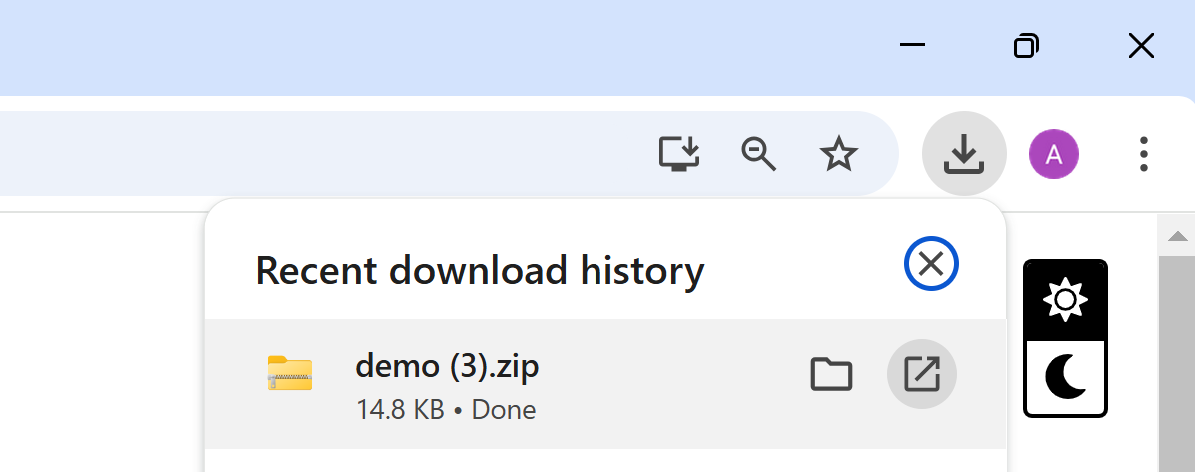 A
Recent download history
demo (3).zip
14.8 KB • Done